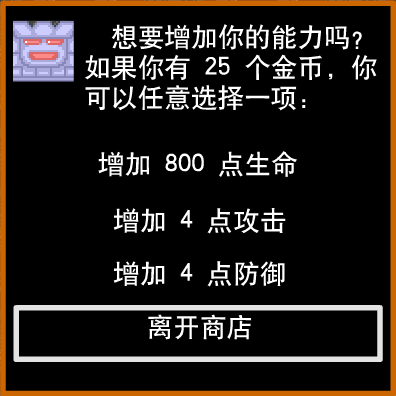 想要增加你的能力吗?
如果你有 25 个金币，你
可以任意选择一项:
增加 800 点生命
增加 4 点攻击
增加 4 点防御
离开商店